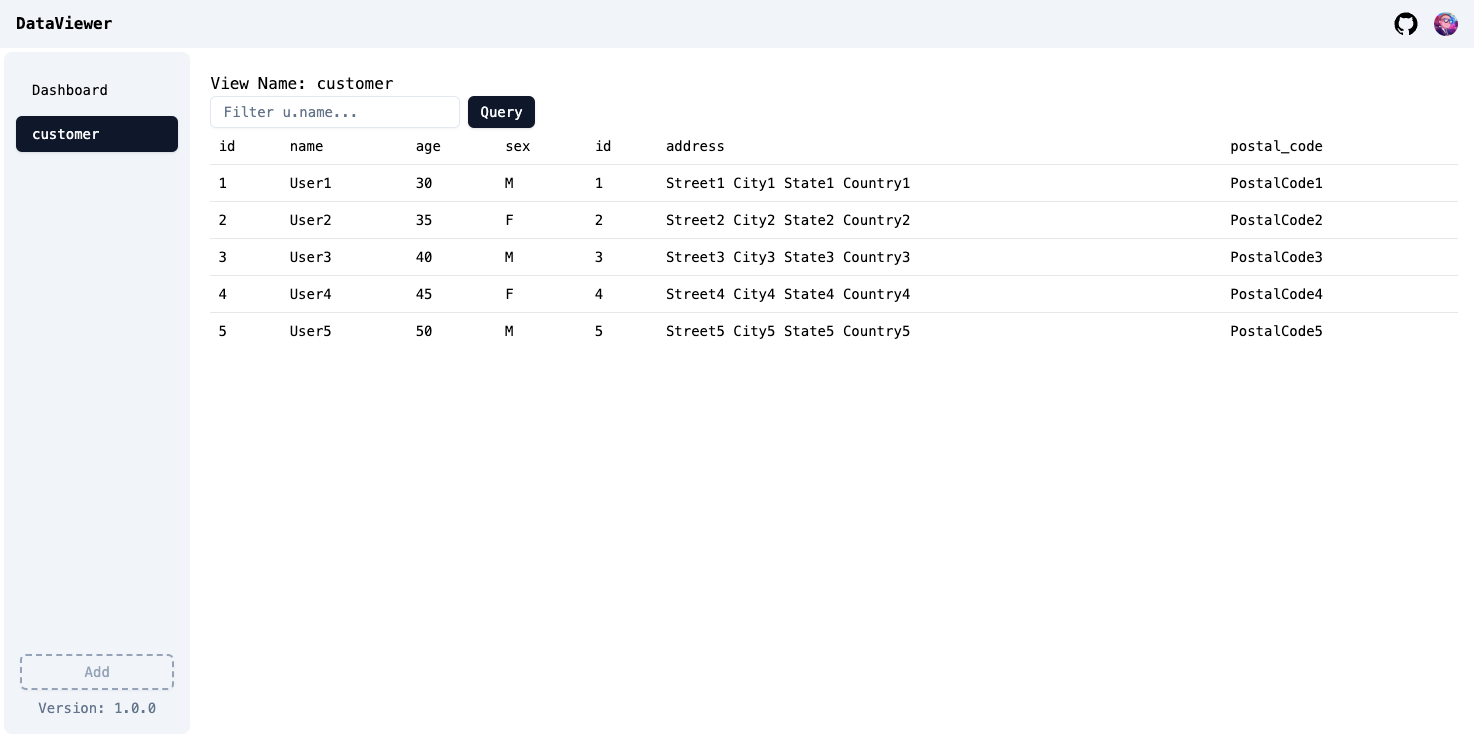 DataViewer
Dashboard
customer
Add
Version: 1.0.0
View Name: customer
Filter u.name... Query
id name age sex id address postal_code
1 User1 30 M 1 Street1 City1 State1 Country1 PostalCode1
2 User2 35 F 2 Street2 City2 State2 Country2 PostalCode2
3 User3 40 M 3 Street3 City3 State3 Country3 PostalCode3
4 User4 45 F 4 Street4 City4 State4 Country4 PostalCode4
5 User5 50 M 5 Street5 City5 State5 Country5 PostalCode5